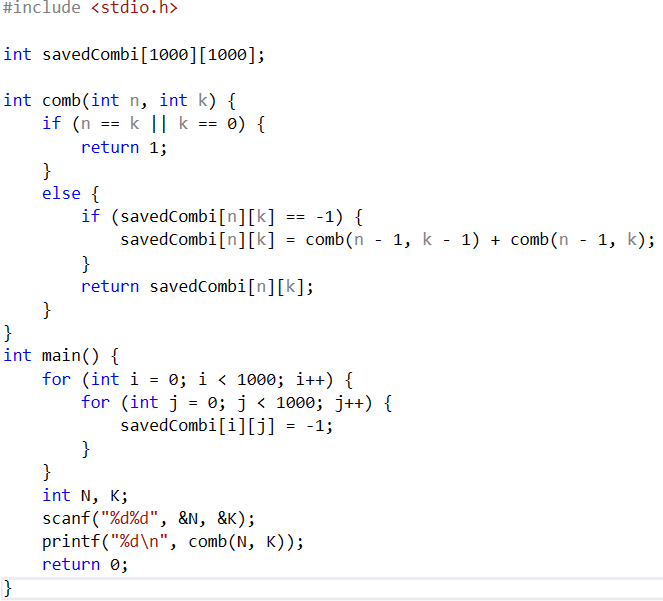 #include <stdio.h>
int savedCombi[1000][1000];
int comb(int n, int k) {
if (n == k || k == 0) {
return 1;
}
else {
if (savedCombi[n][k] == -1) {
savedCombi[n][k] = comb(n - 1, k - 1) + comb(n - 1, k);
}
return savedCombi[n][k];
}
}
int main() {
for (int i = 0; i < 1000; i++) {
for (int j = 0; j < 1000; j++) {
savedCombi[i][j] = -1;
}
}
int N, K;
scanf("%d%d", &N, &K);
printf("%d\n", comb(N, K));
return 0;
}